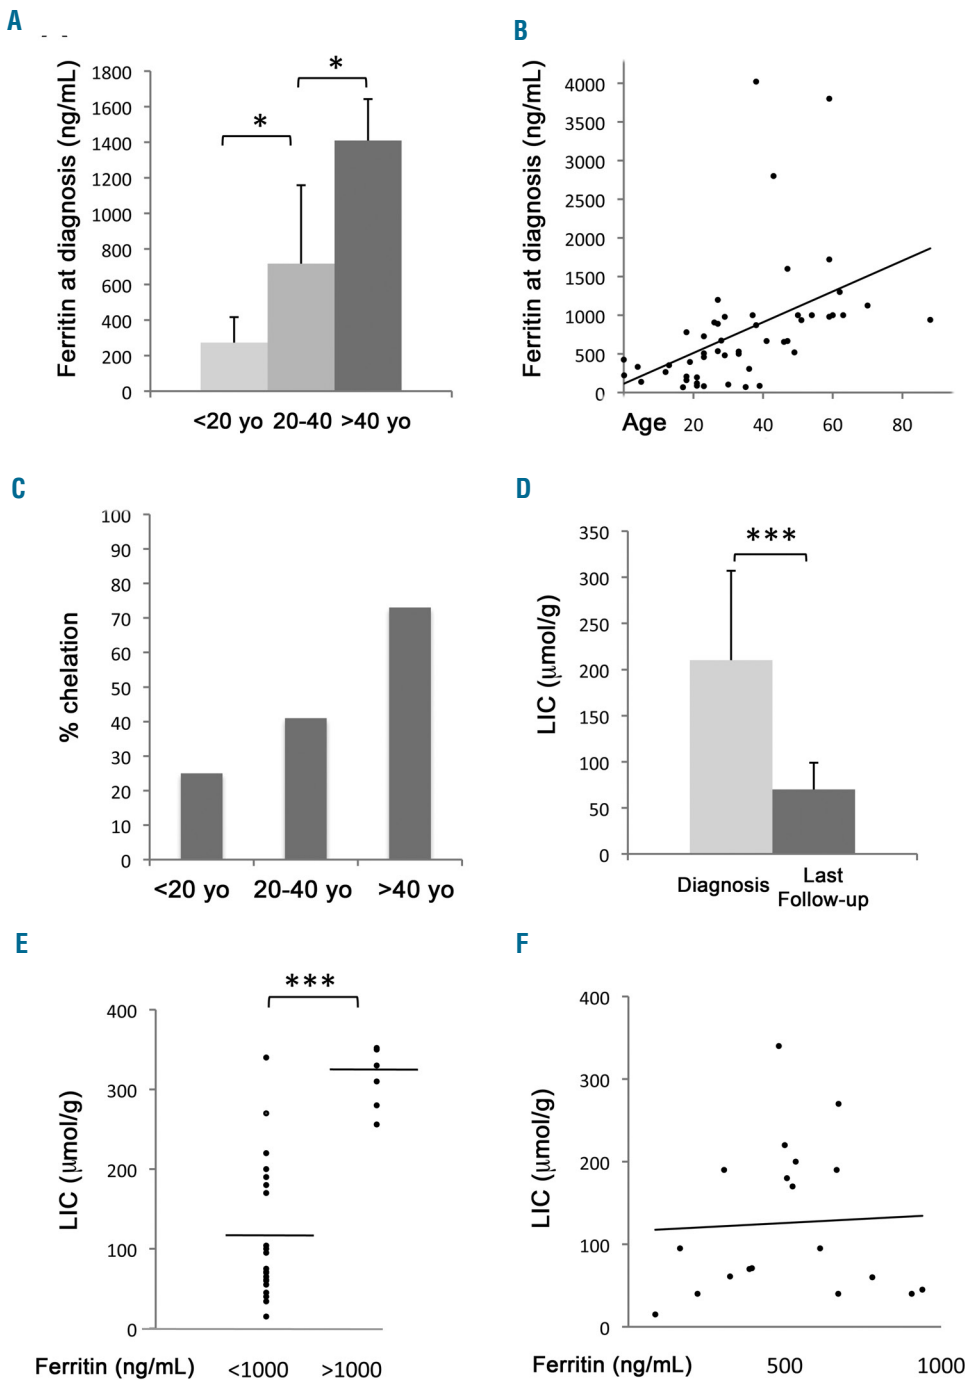 A
B
Ferritin at diagnosis (ng/mL)
1800
1600
1400
1200
1000
800
600
400
200
0
*
*
<20 yo 20-40 >40 yo
Ferritin at diagnosis (ng/mL)
4000
3500
3000
2500
2000
1500
1000
500
0
Age 20 40 60 80
C
D
% chelation
100
90
80
70
60
50
40
30
20
10
0
<20 yo 20-40 yo >40 yo
LIC (µmol/g)
350
300
250
200
150
100
50
0
***
Diagnosis
Last
Follow-up
E
F
LIC (µmol/g)
400
300
200
100
0
***
Ferritin (ng/mL) <1000 >1000
LIC (µmol/g)
400
300
200
100
0
Ferritin (ng/mL) 500 1000